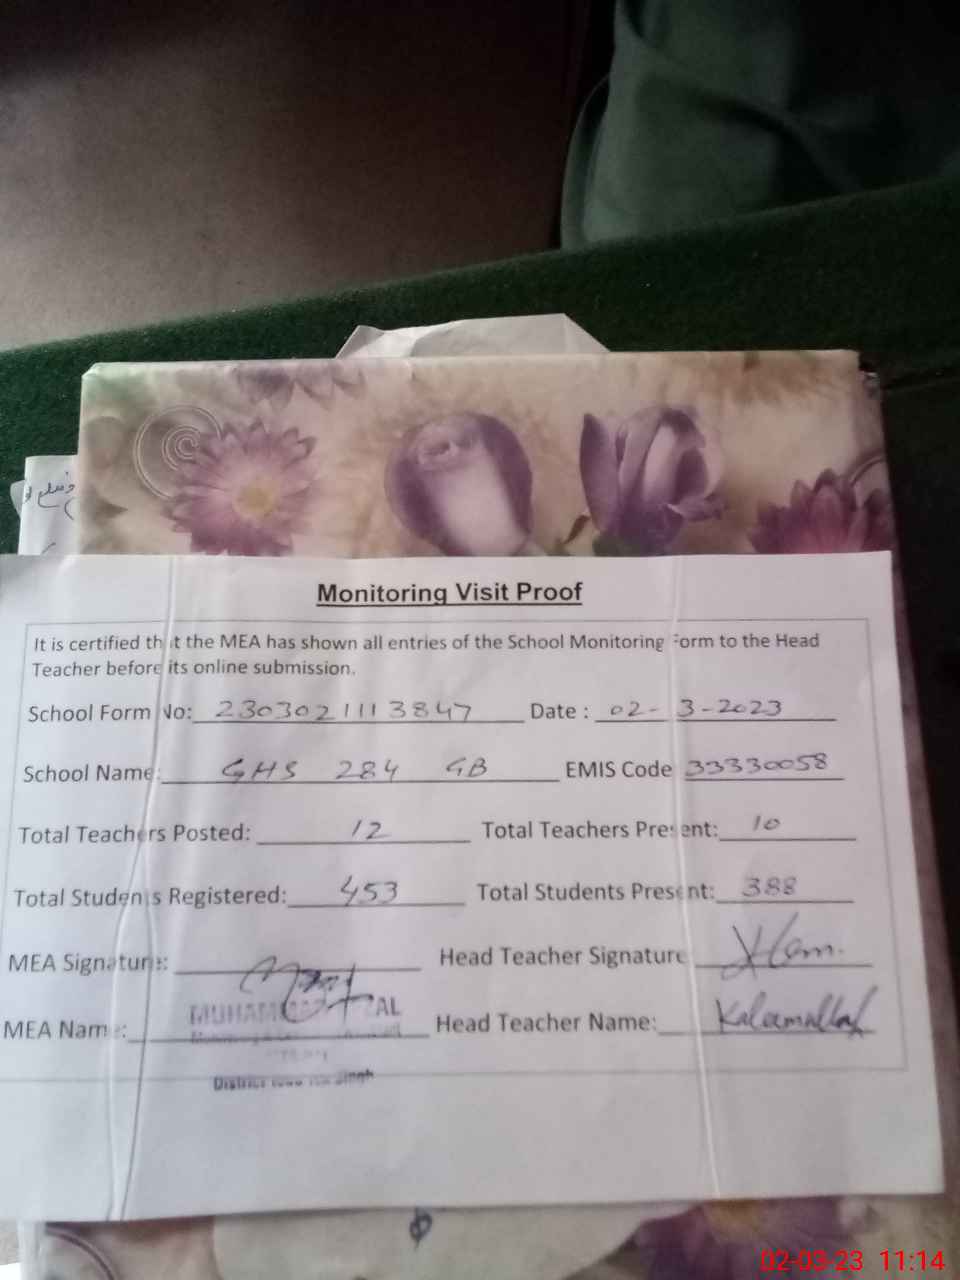 Monitoring Visit Proof
It is certified that the MEA has shown all entries of the School Monitoring Form to the Head
Teacher before its online submission.
School Form No: 2303021113847 Date : 02-3-2023
School Name: GHS 284 GB EMIS Code 33330058
Total Teachers Posted: 12 Total Teachers Present: 10
Total Students Registered: 453 Total Students Present: 388
MEA Signature: Head Teacher Signature
MEA Name: Head Teacher Name: Kaleemullah
District Singh
02-03-23 11:14